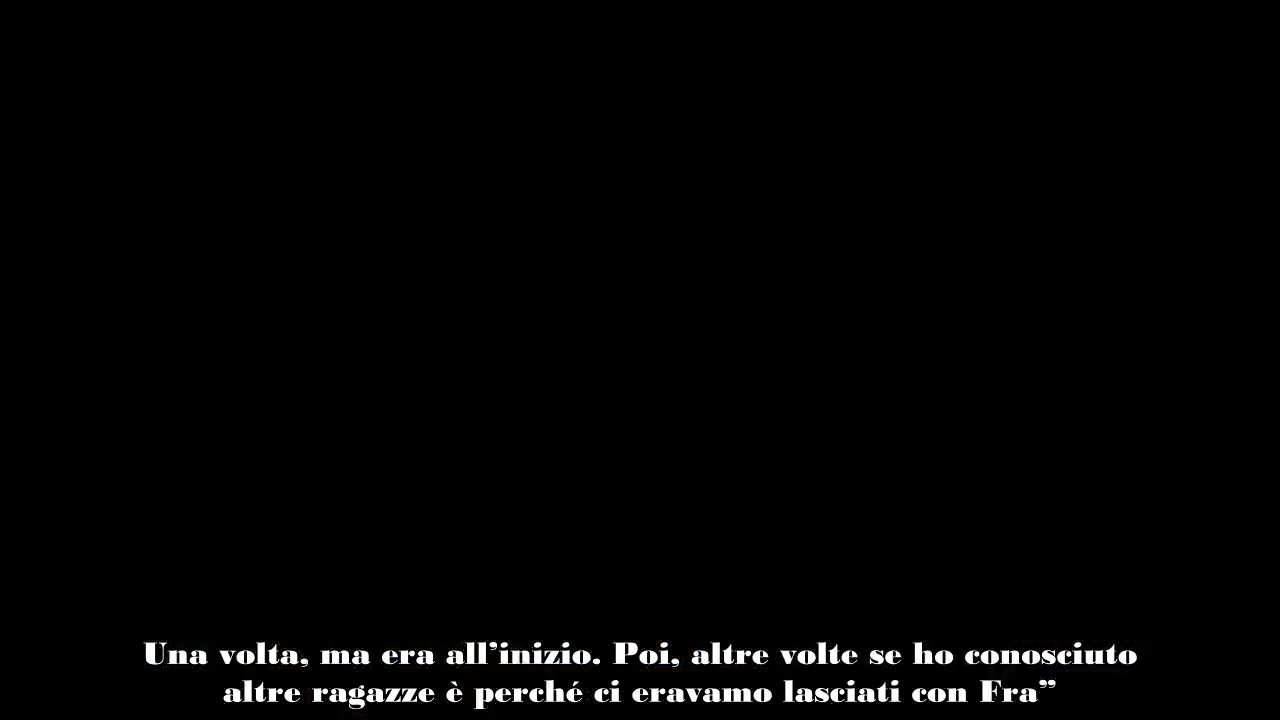 Una volta, ma era all’inizio. Poi, altre volte se ho conosciuto
altre ragazze è perché ci eravamo lasciati con Fra”